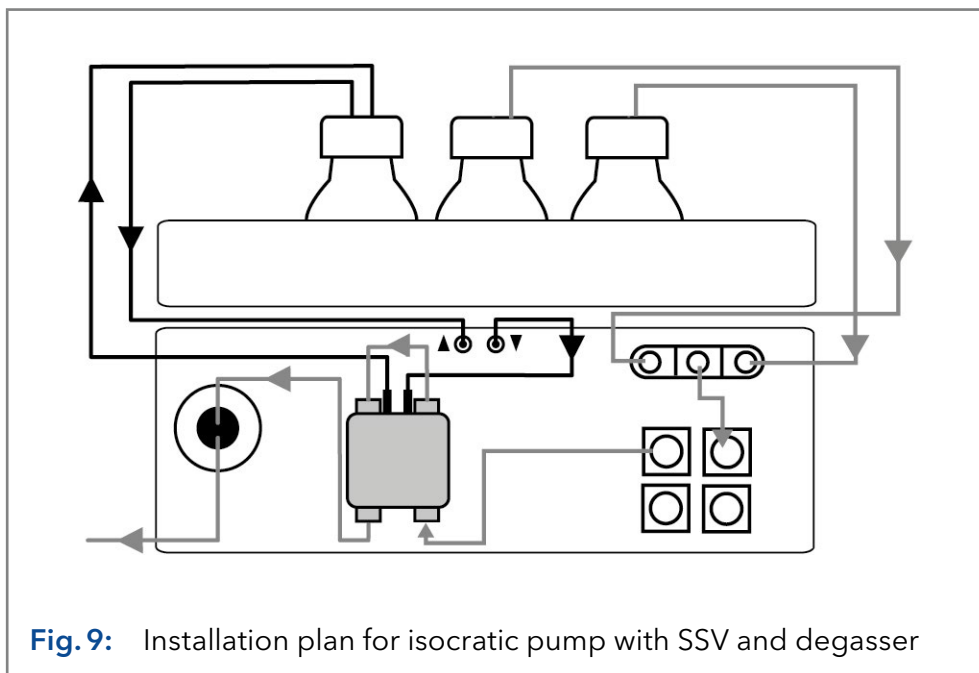 Fig. 9: Installation plan for isocratic pump with SSV and degasser